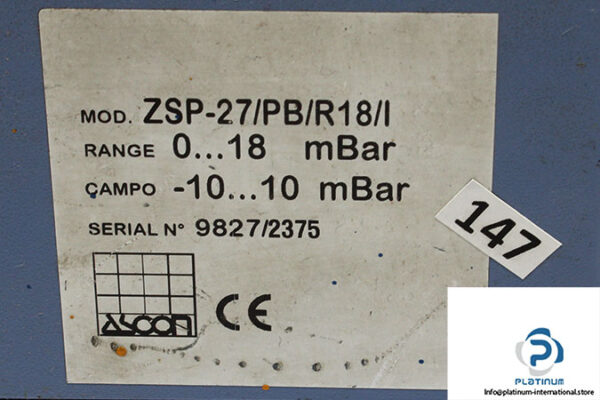 MOD. ZSP-27/PB/R18/I
RANGE 0...18 mBar
CAMPO -10...10 mBar
SERIAL N° 9827/2375
147
ASCON
CE
PLATINUM
Info@platinum-international.store